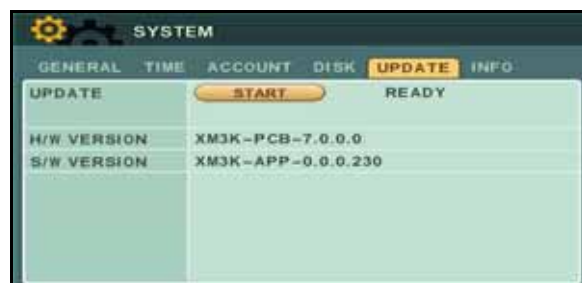 SYSTEM
GENERAL TIME ACCOUNT DISK UPDATE INFO
UPDATE START READY
H/W VERSION XM3K-PCB-7.0.0.0
S/W VERSION XM3K-APP-0.0.0.230